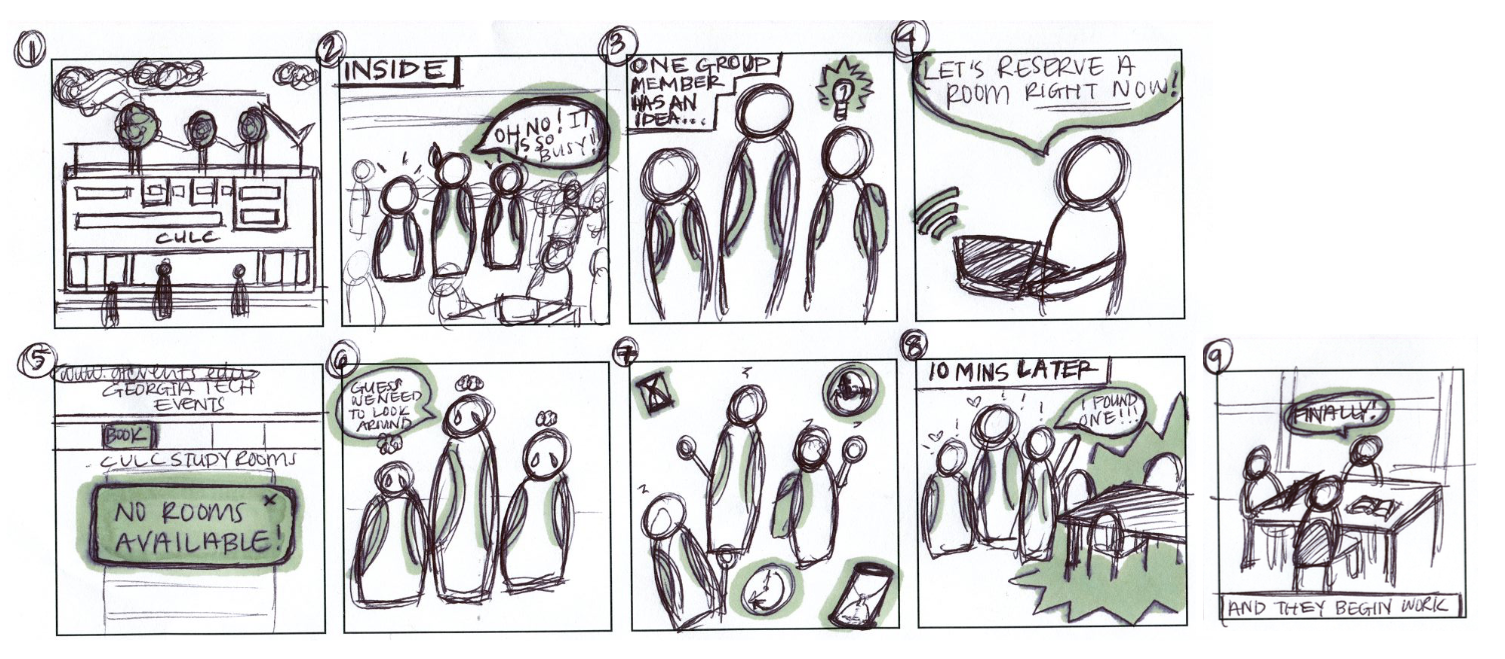 1
CULC
2
INSIDE
OH NO! IT
IS SO
BUSY!!
3
ONE GROUP
MEMBER
HAS AN
IDEA...
4
LET'S RESERVE A
ROOM RIGHT NOW!
5
GEORGIA TECH
EVENTS
BOOK
CULC STUDY ROOMS
NO ROOMS X
AVAILABLE!
6
GUESS
WE NEED
TO LOOK
AROUND
7
8
10 MINS LATER
I FOUND
ONE!!!
9
FINALLY!
AND THEY BEGIN WORK